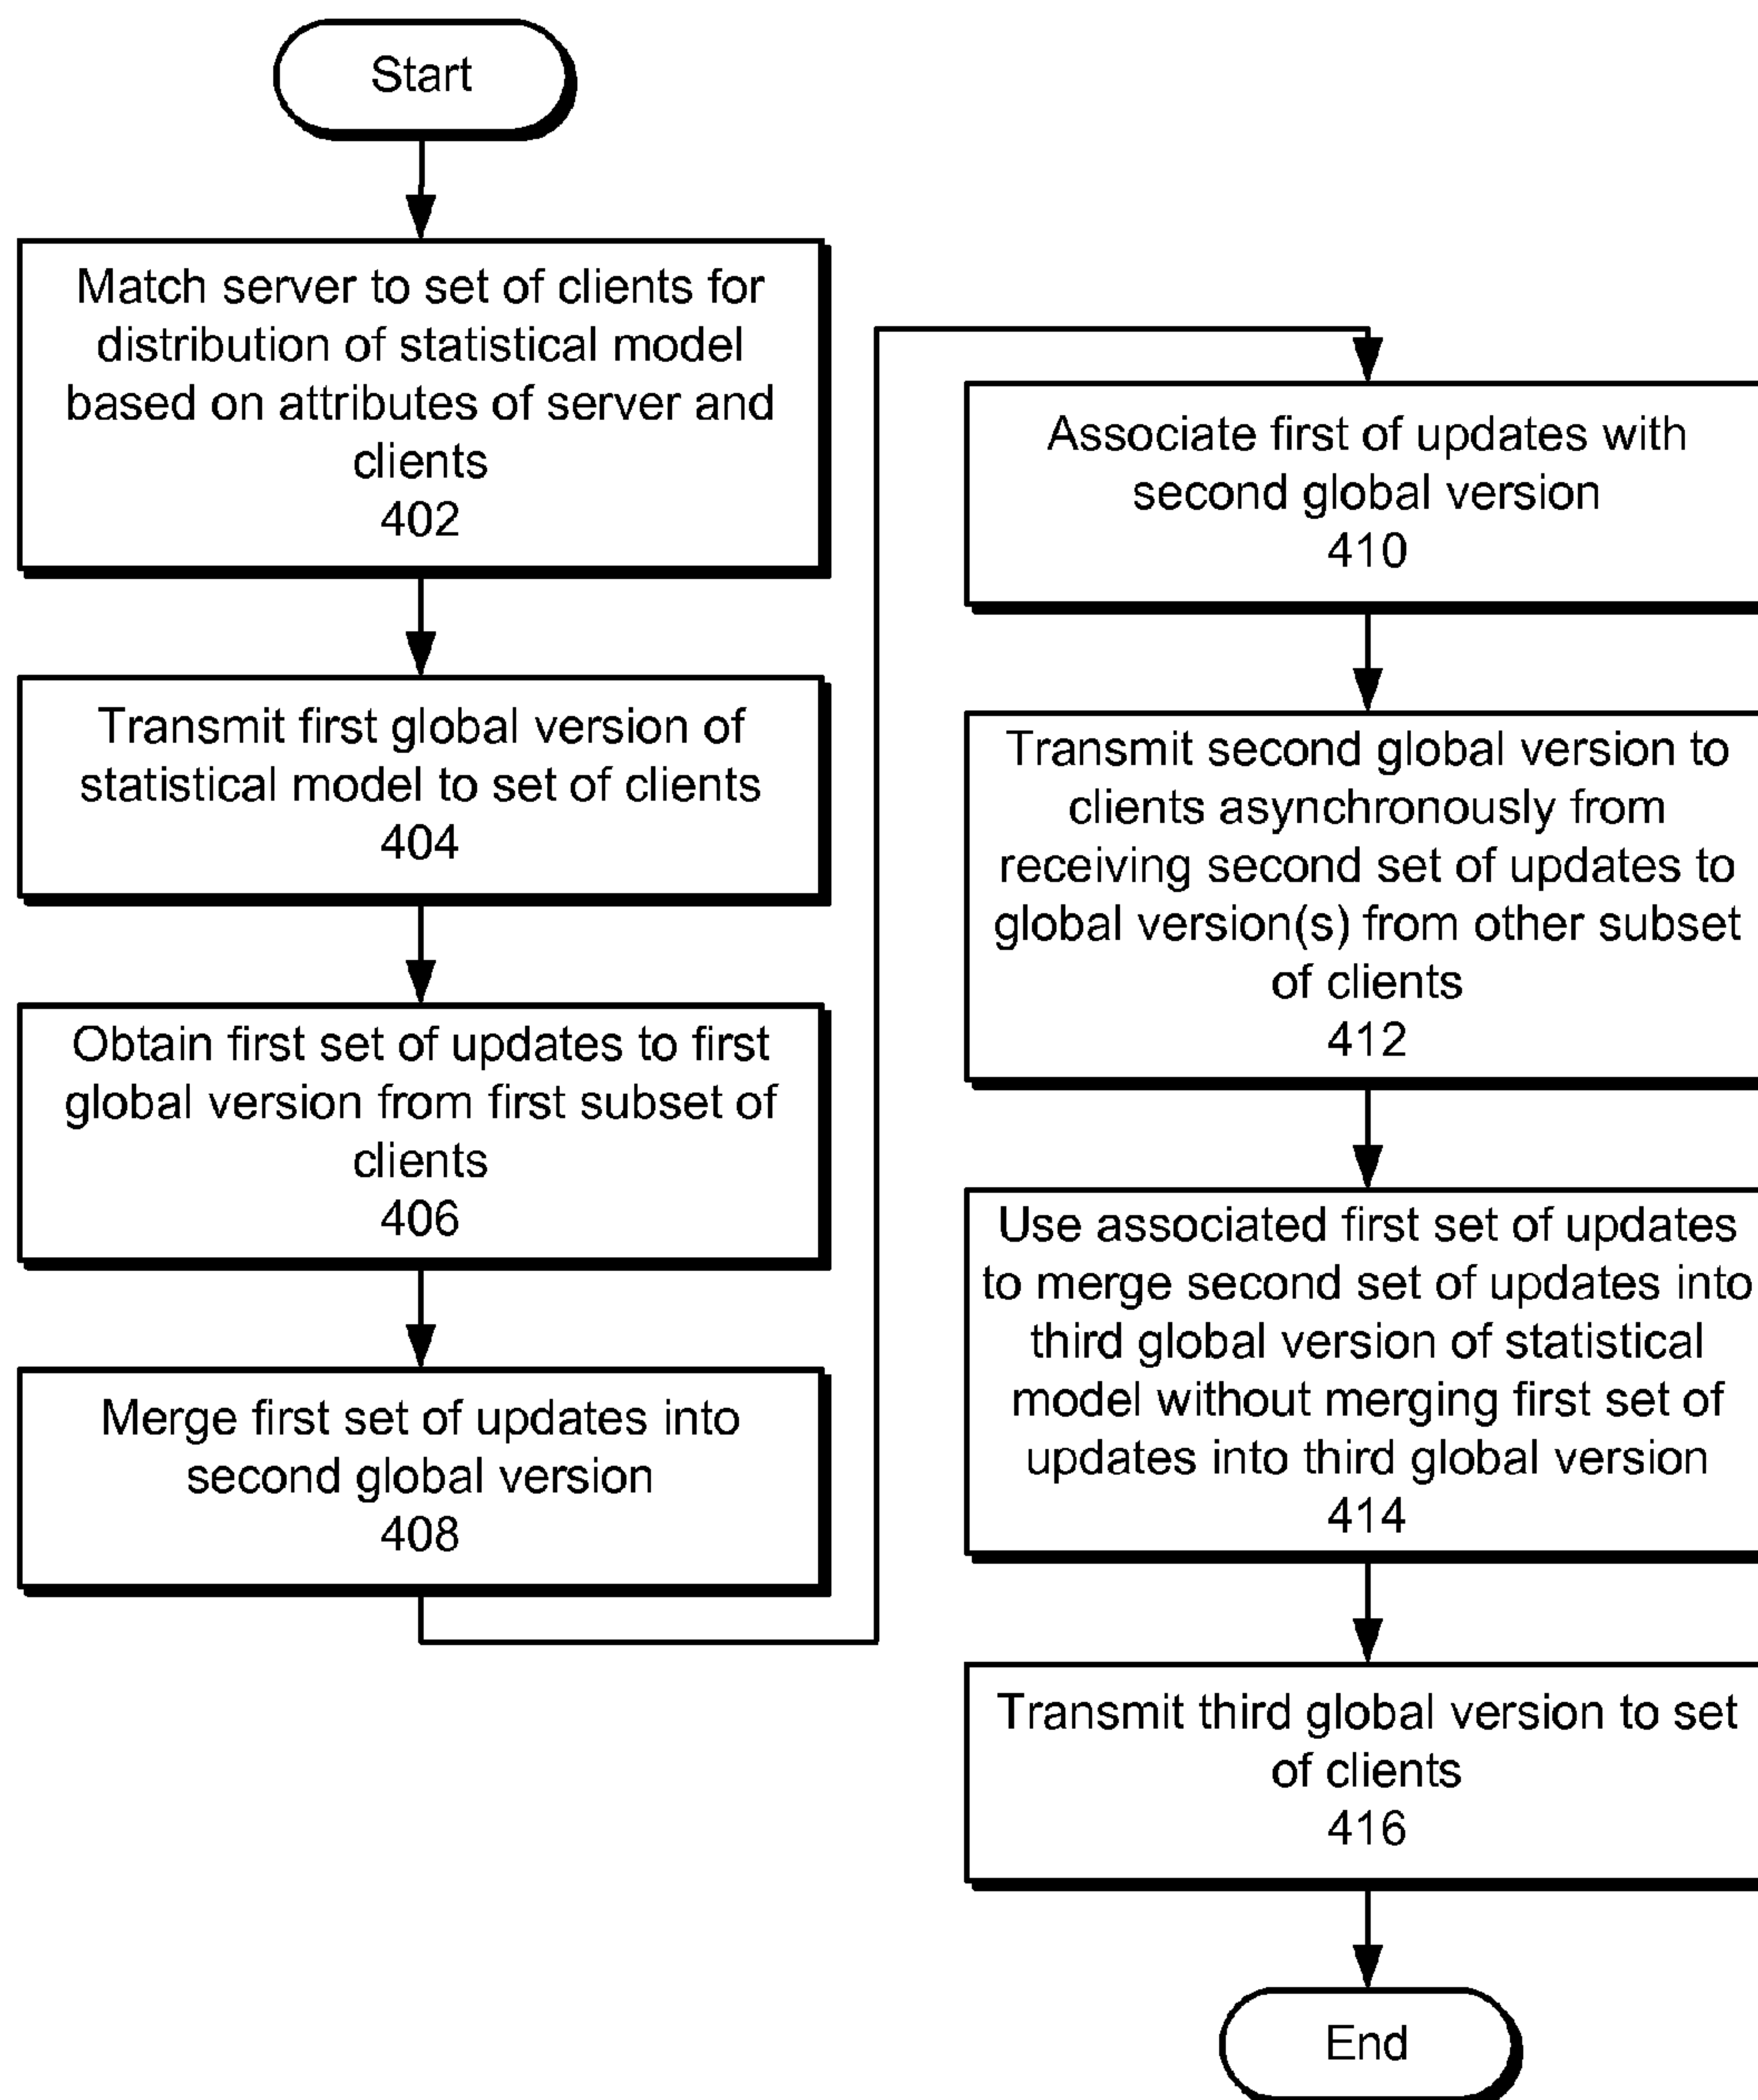 Start
Match server to set of clients for
distribution of statistical model
based on attributes of server and
clients
402
Transmit first global version of
statistical model to set of clients
404
Obtain first set of updates to first
global version from first subset of
clients
406
Merge first set of updates into
second global version
408
Associate first of updates with
second global version
410
Transmit second global version to
clients asynchronously from
receiving second set of updates to
global version(s) from other subset
of clients
412
Use associated first set of updates
to merge second set of updates into
third global version of statistical
model without merging first set of
updates into third global version
414
Transmit third global version to set
of clients
416
End